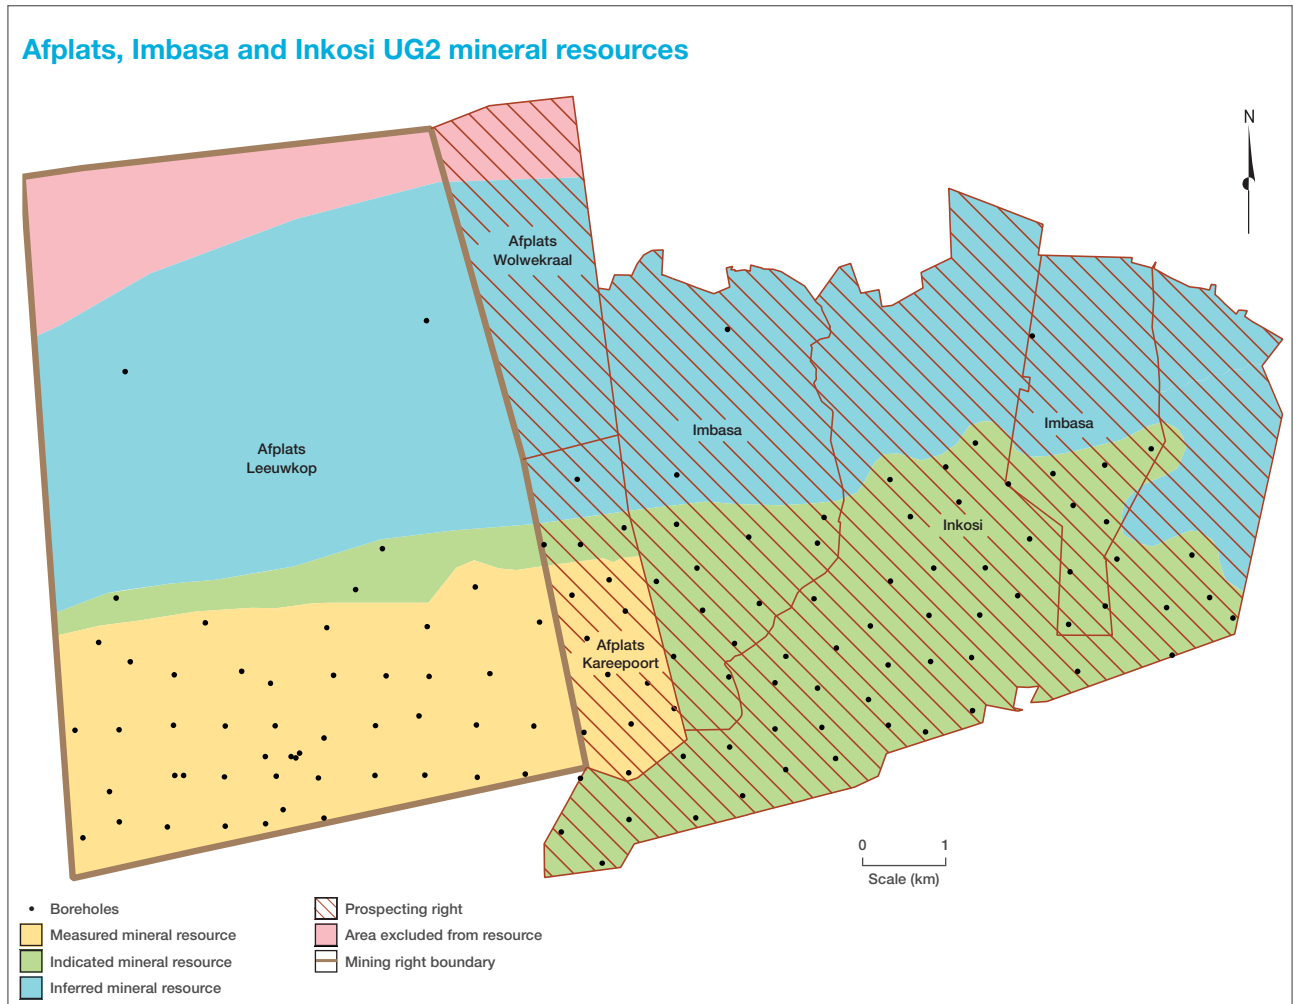 Afplats, Imbasa and Inkosi UG2 mineral resources
N
Afplats
Wolwekraal
Afplats
Leeuwkop
Imbasa
Imbasa
Inkosi
Afplats
Kareepoort
0 1
Scale (km)
Boreholes
Measured mineral resource
Indicated mineral resource
Inferred mineral resource
Prospecting right
Area excluded from resource
Mining right boundary